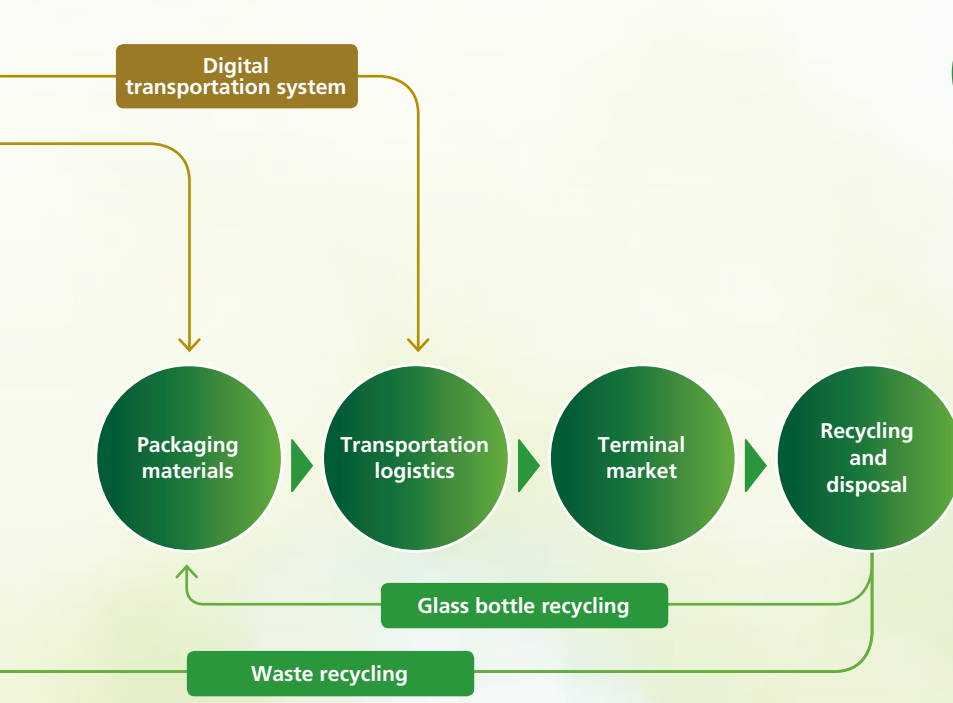 Digital
transportation system
Packaging
materials
Transportation
logistics
Terminal
market
Recycling
and
disposal
Glass bottle recycling
Waste recycling